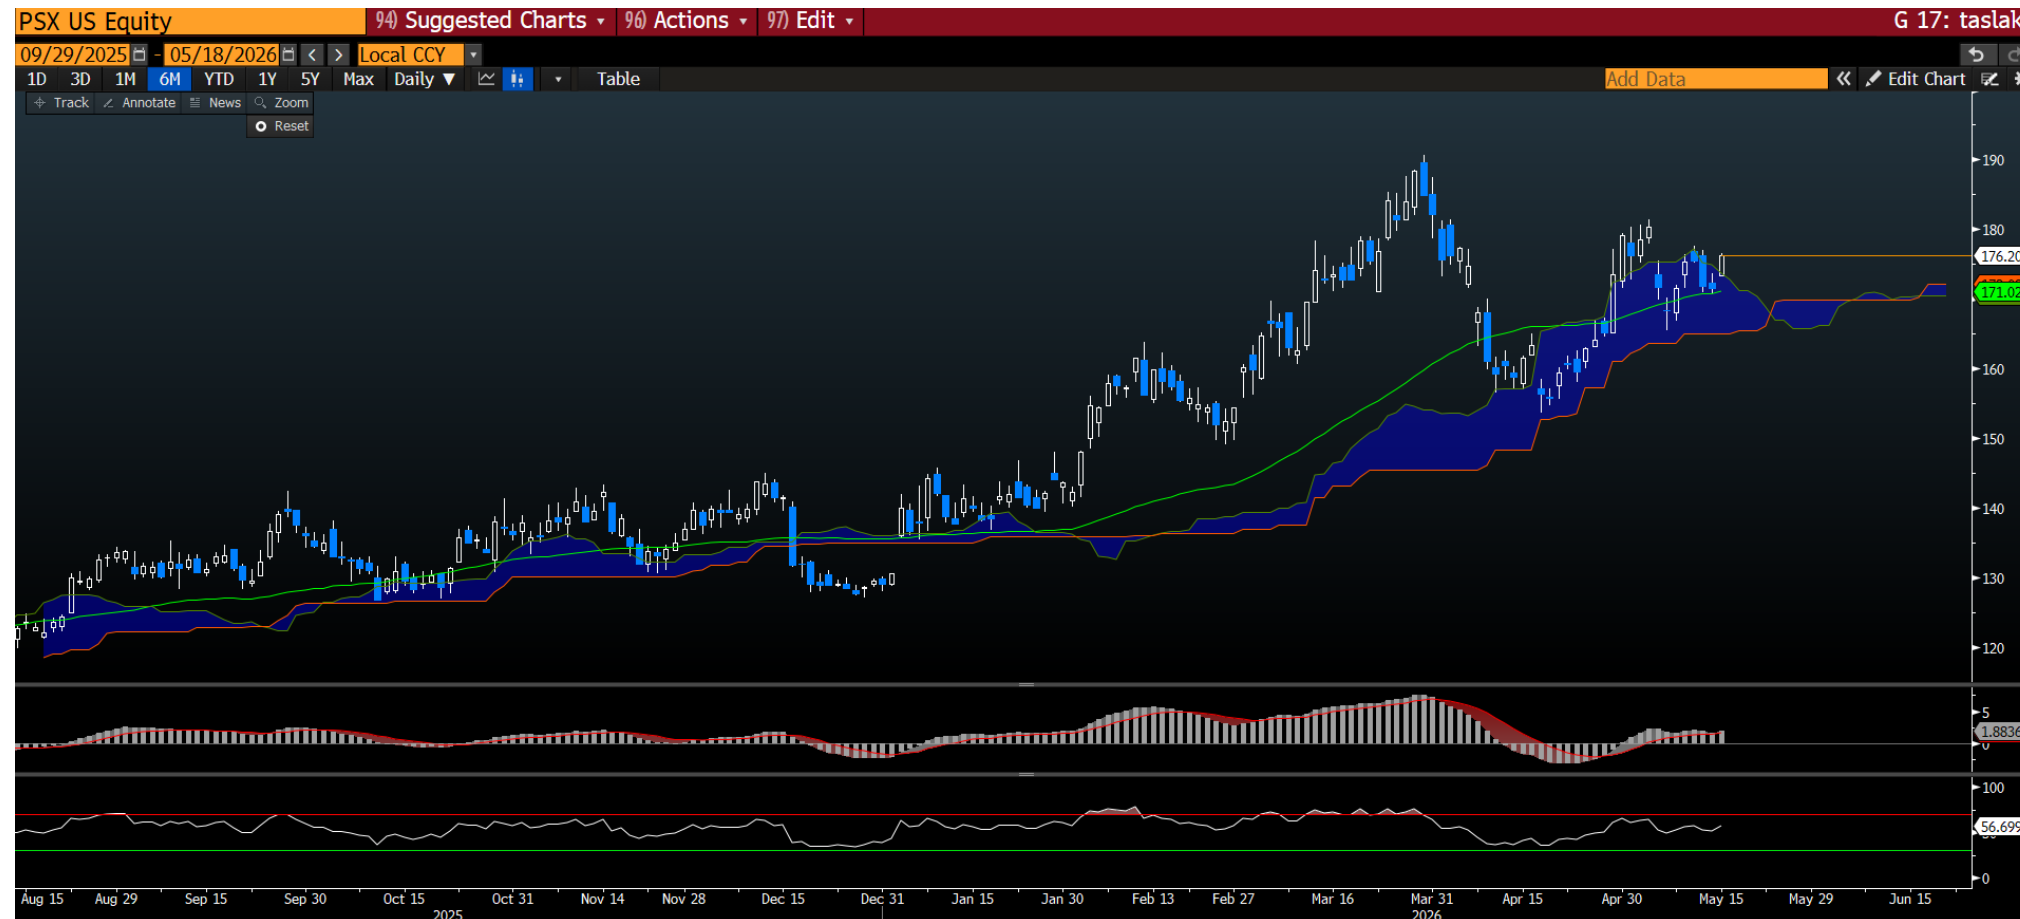 PSX US Equity 94) Suggested Charts 96) Actions 97) Edit G 17: taslak
09/29/2025 - 05/18/2026 Local CCY
1D 3D 1M 6M YTD 1Y 5Y Max Daily ▼ Table Add Data « Edit Chart
Track Annotate News Zoom
Reset
190
180
176.20
171.02
160
150
140
130
120
5
1.8836
0
100
56.699
0
Aug 15 Aug 29 Sep 15 Sep 30 Oct 15 Oct 31 Nov 14 Nov 28 Dec 15 Dec 31 Jan 15 Jan 30 Feb 13 Feb 27 Mar 16 Mar 31 Apr 15 Apr 30 May 15 May 29 Jun 15
2025 2026